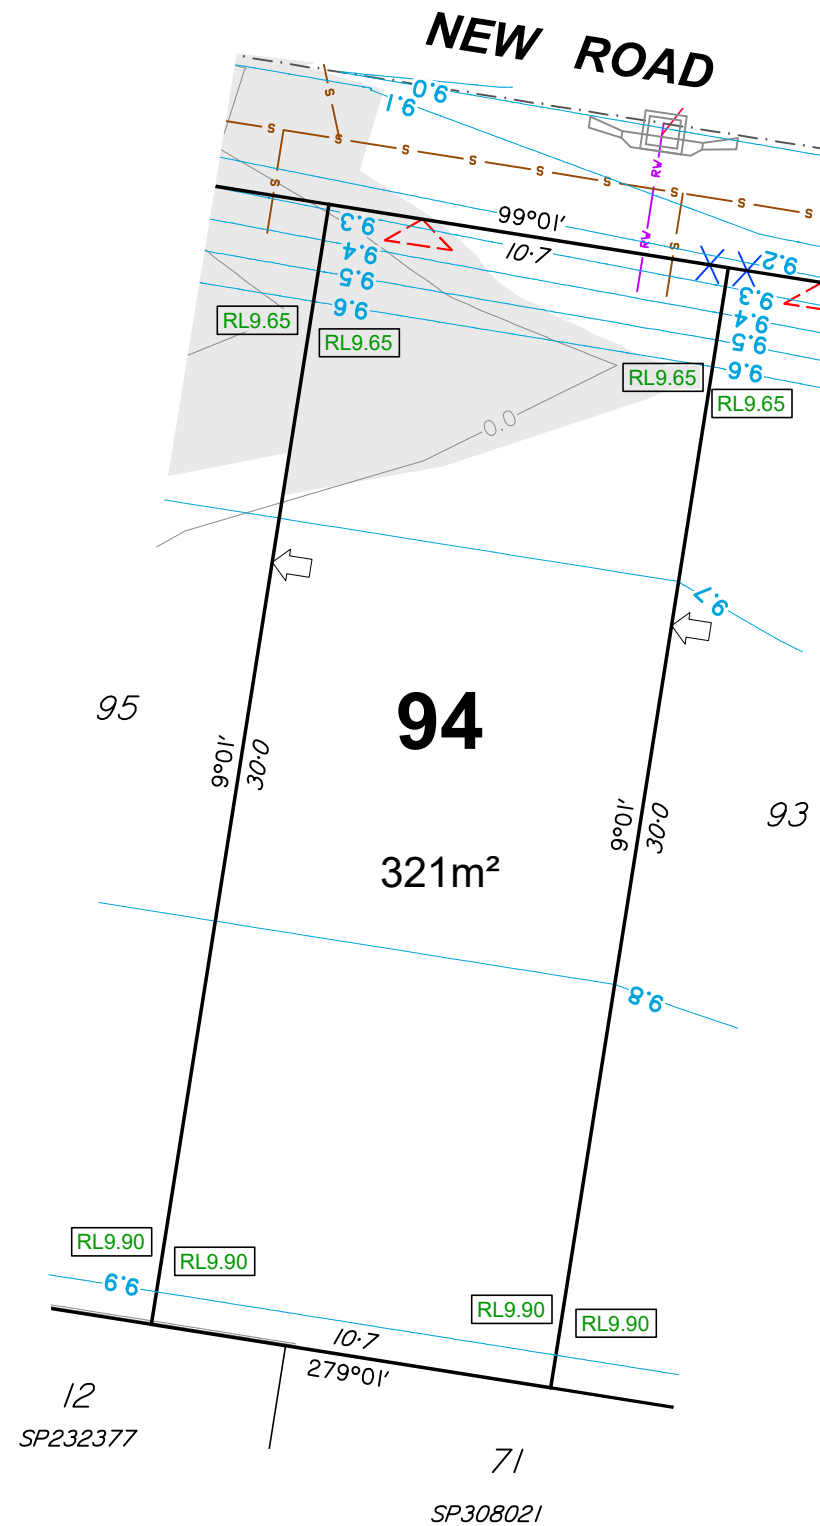 NEW ROAD
9.0
9.1
S
S
S
S
S
S
S
S
S
S
S
RW
RW
99°01'
10·7
9.2
9.3
9.4
9.5
9.6
9.3
9.4
9.5
9.6
RL9.65
RL9.65
RL9.65
RL9.65
0.0
9.7
94
95
9°01'
30·0
93
9°01'
30·0
321m²
9.8
RL9.90
RL9.90
9.9
RL9.90
RL9.90
10·7
279°01'
12
SP232377
71
SP308021